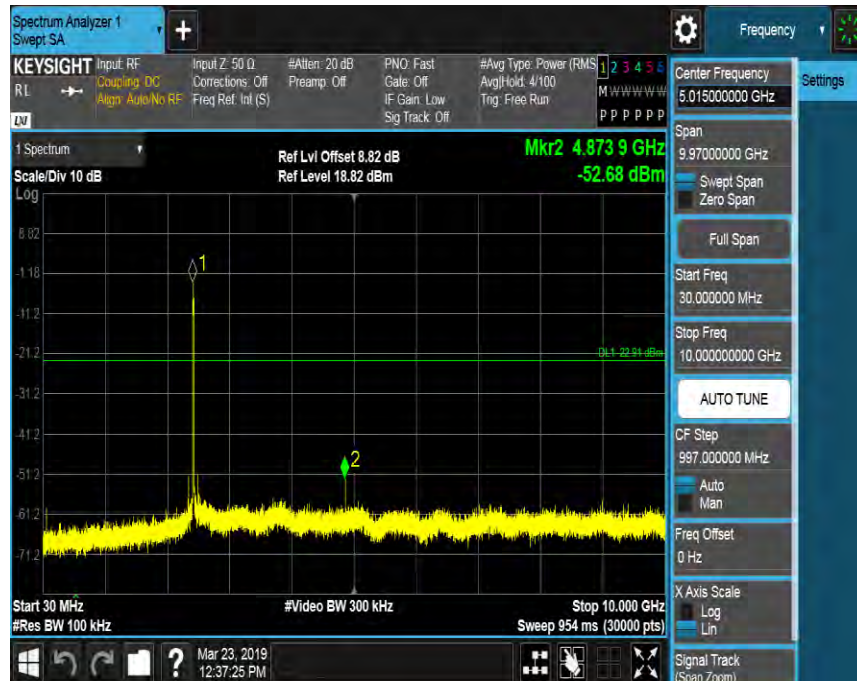 Spectrum Analyzer 1
Swept SA
+
Frequency
KEYSIGHT
Input: RF
Coupling: DC
Align: Auto/No RF
Input Z: 50 Ω
Corrections: Off
Freq Ref: Int (S)
#Atten: 20 dB
Preamp: Off
PNO: Fast
Gate: Off
IF Gain: Low
Sig Track: Off
#Avg Type: Power (RMS
Avg|Hold: 4/100
Trig: Free Run
1 2 3 4 5 6
M W W W W W
P P P P P P
RL
LXI
Center Frequency
5.015000000 GHz
Settings
Span
9.97000000 GHz
Swept Span
Zero Span
Full Span
Start Freq
30.000000 MHz
Stop Freq
10.000000000 GHz
AUTO TUNE
CF Step
997.000000 MHz
Auto
Man
Freq Offset
0 Hz
X Axis Scale
Log
Lin
Signal Track
(Span Zoom)
1 Spectrum
Scale/Div 10 dB
Log
Ref Lvl Offset 8.82 dB
Ref Level 18.82 dBm
Mkr2 4.873 9 GHz
-52.68 dBm
8.82
-1.18
-11.2
-21.2
-31.2
-41.2
-51.2
-61.2
-71.2
1
DL1 -22.91 dBm
2
Start 30 MHz
#Res BW 100 kHz
#Video BW 300 kHz
Stop 10.000 GHz
Sweep 954 ms (30000 pts)
?
Mar 23, 2019
12:37:25 PM